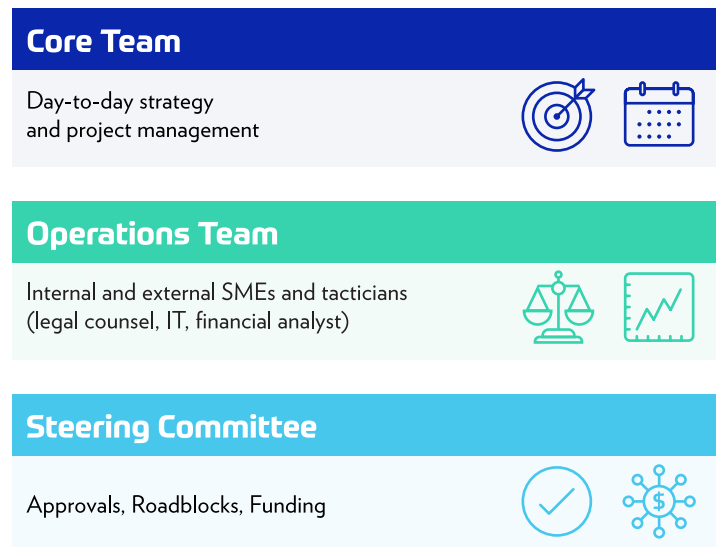 Core Team
Day-to-day strategy
and project management
Operations Team
Internal and external SMEs and tacticians
(legal counsel, IT, financial analyst)
Steering Committee
Approvals, Roadblocks, Funding
$